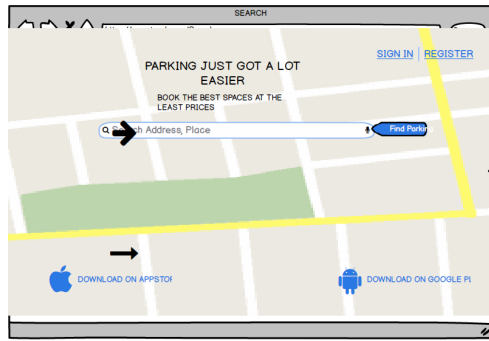 SEARCH
SIGN IN | REGISTER
PARKING JUST GOT A LOT
EASIER
BOOK THE BEST SPACES AT THE
LEAST PRICES
Address, Place
Find Parkin
DOWNLOAD ON APPSTOR
DOWNLOAD ON GOOGLE Pl